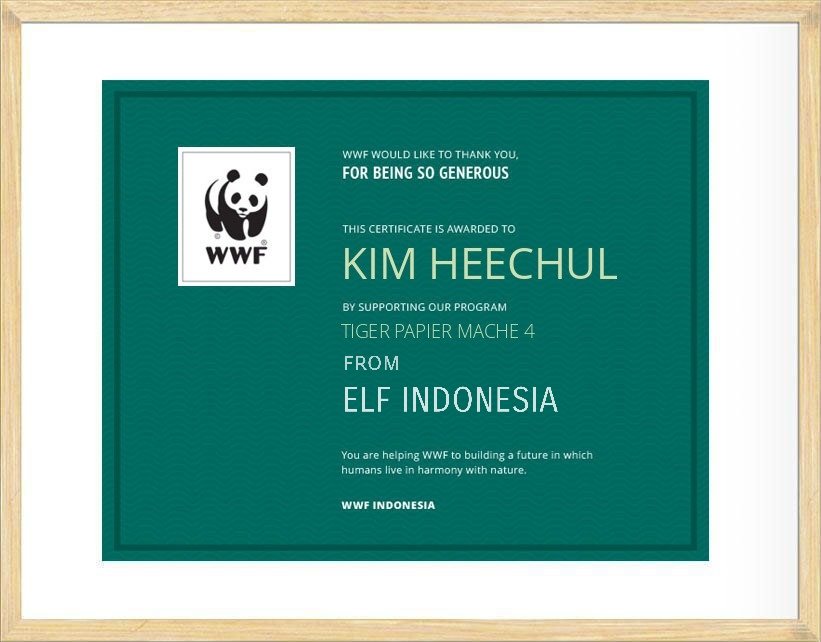 WWF WOULD LIKE TO THANK YOU,
FOR BEING SO GENEROUS
THIS CERTIFICATE IS AWARDED TO
KIM HEECHUL
BY SUPPORTING OUR PROGRAM
TIGER PAPIER MACHE 4
FROM
ELF INDONESIA
You are helping WWF to building a future in which
humans live in harmony with nature.
WWF INDONESIA
©
®
WWF